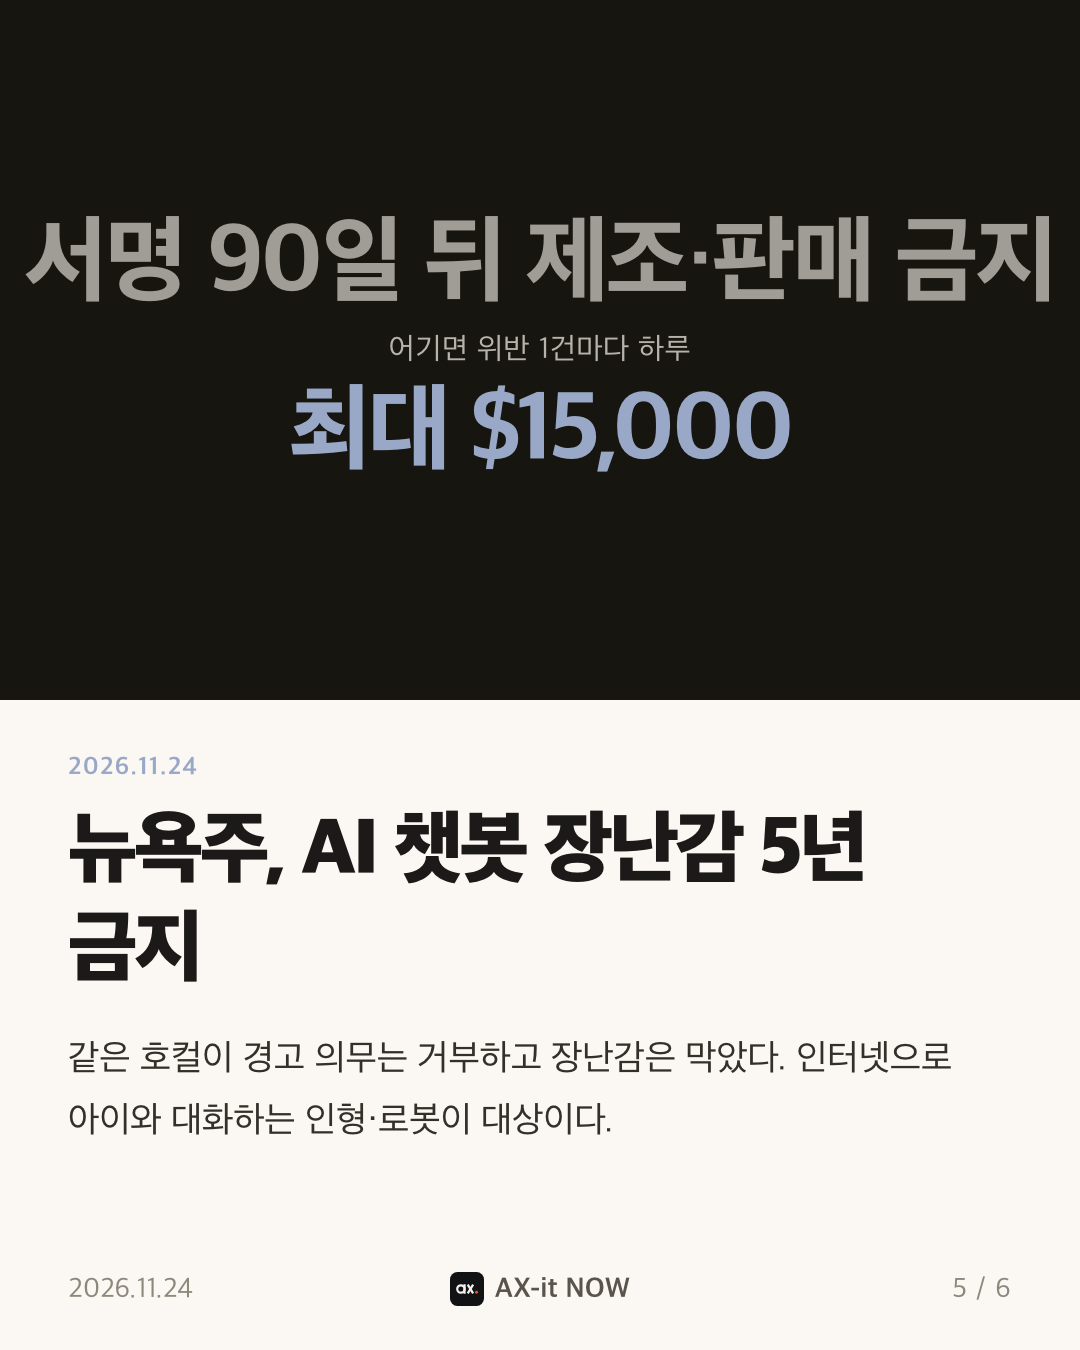 서명 90일 뒤 제조·판매 금지
어기면 위반 1건마다 하루
최대 $15,000
2026.11.24
뉴욕주, AI 챗봇 장난감 5년
금지
같은 호컬이 경고 의무는 거부하고 장난감은 막았다. 인터넷으로
아이와 대화하는 인형·로봇이 대상이다.
2026.11.24
ax. AX-it NOW
5 / 6